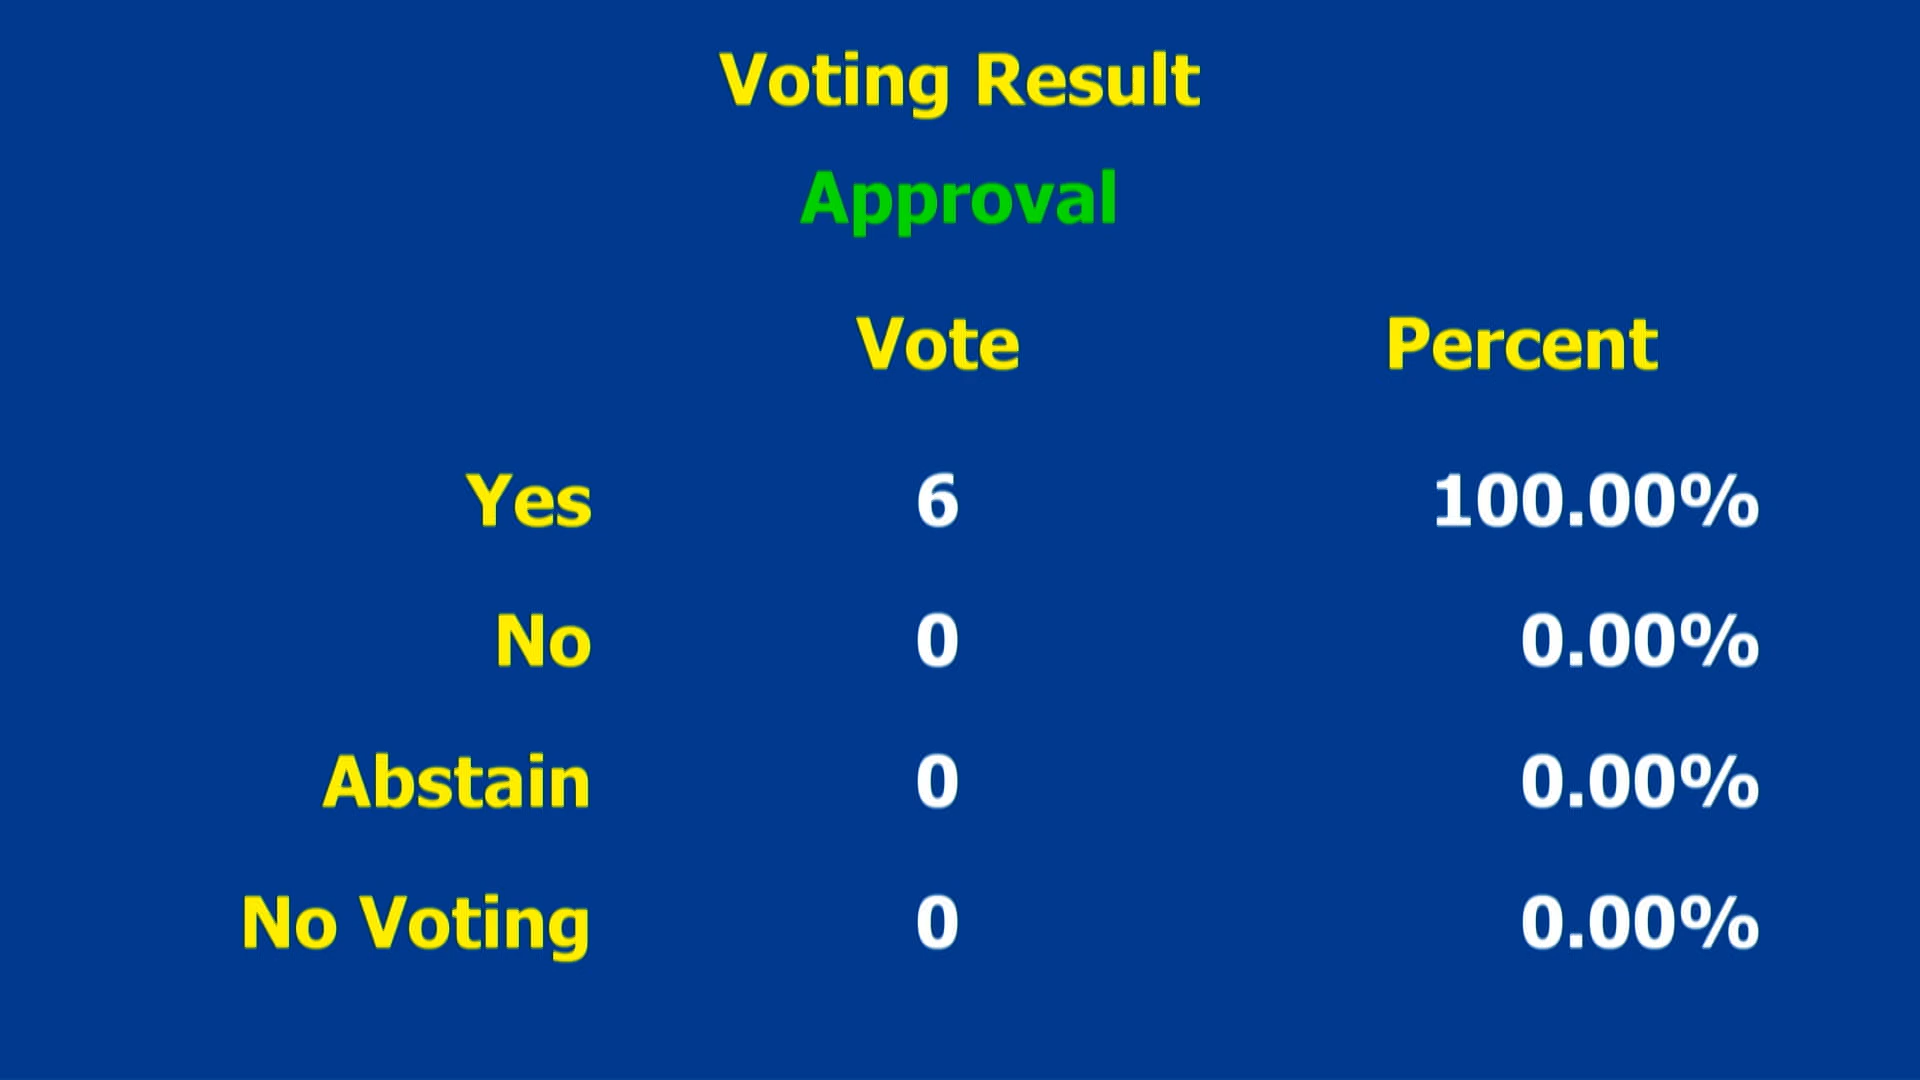 Voting Result
Approval
Vote Percent
Yes 6 100.00%
No 0 0.00%
Abstain 0 0.00%
No Voting 0 0.00%